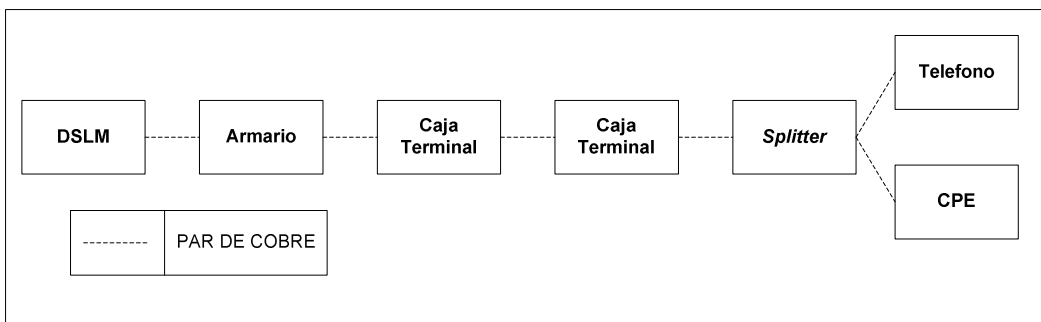 Telefono
DSLM
Armario
Caja
Terminal
Caja
Terminal
Splitter
CPE
PAR DE COBRE